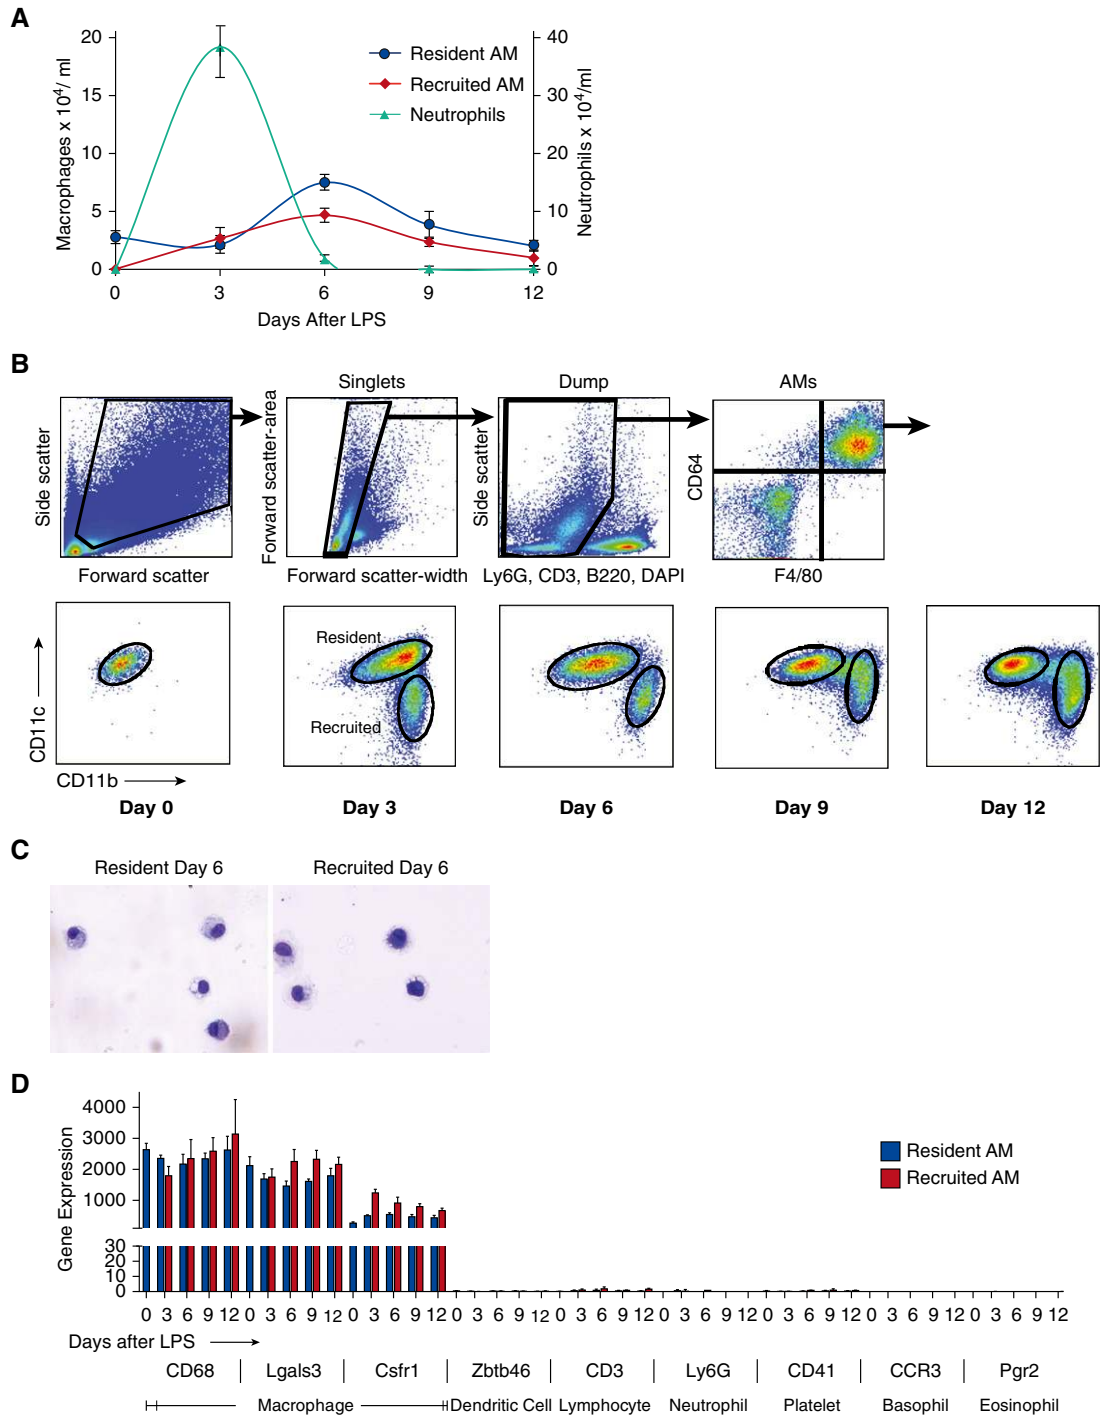 A
20
15
10
5
0
Macrophages x 10⁴/ ml
40
30
20
10
0
Neutrophils x 10⁴/ml
Resident AM
Recruited AM
Neutrophils
0 3 6 9 12
Days After LPS
B
Singlets Dump AMs
Side scatter
Forward scatter-area
Side scatter
CD64
Forward scatter Forward scatter-width Ly6G, CD3, B220, DAPI F4/80
Resident
Recruited
CD11c
CD11b
Day 0 Day 3 Day 6 Day 9 Day 12
C
Resident Day 6 Recruited Day 6
D
4000
3000
2000
1000
30
20
10
0
Gene Expression
Resident AM
Recruited AM
0 3 6 9 12 0 3 6 9 12 0 3 6 9 12 0 3 6 9 12 0 3 6 9 12 0 3 6 9 12 0 3 6 9 12 0 3 6 9 12 0 3 6 9 12
Days after LPS
CD68 Lgals3 Csfr1 Zbtb46 CD3 Ly6G CD41 CCR3 Pgr2
Macrophage Dendritic Cell Lymphocyte Neutrophil Platelet Basophil Eosinophil